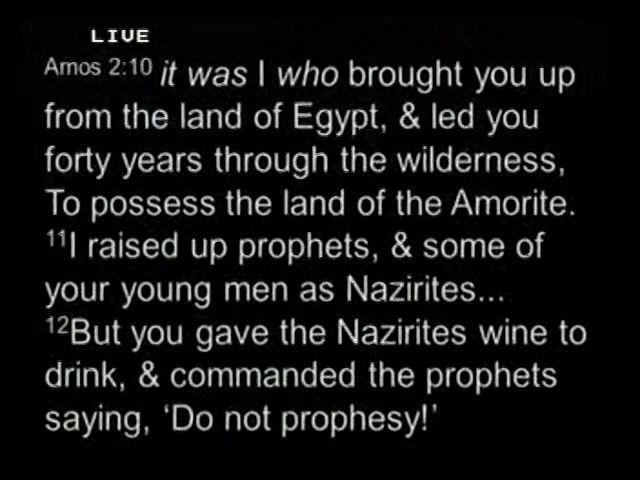 LIVE
Amos 2:10 it was I who brought you up
from the land of Egypt, & led you
forty years through the wilderness,
To possess the land of the Amorite.
11I raised up prophets, & some of
your young men as Nazirites...
12But you gave the Nazirites wine to
drink, & commanded the prophets
saying, ‘Do not prophesy!’